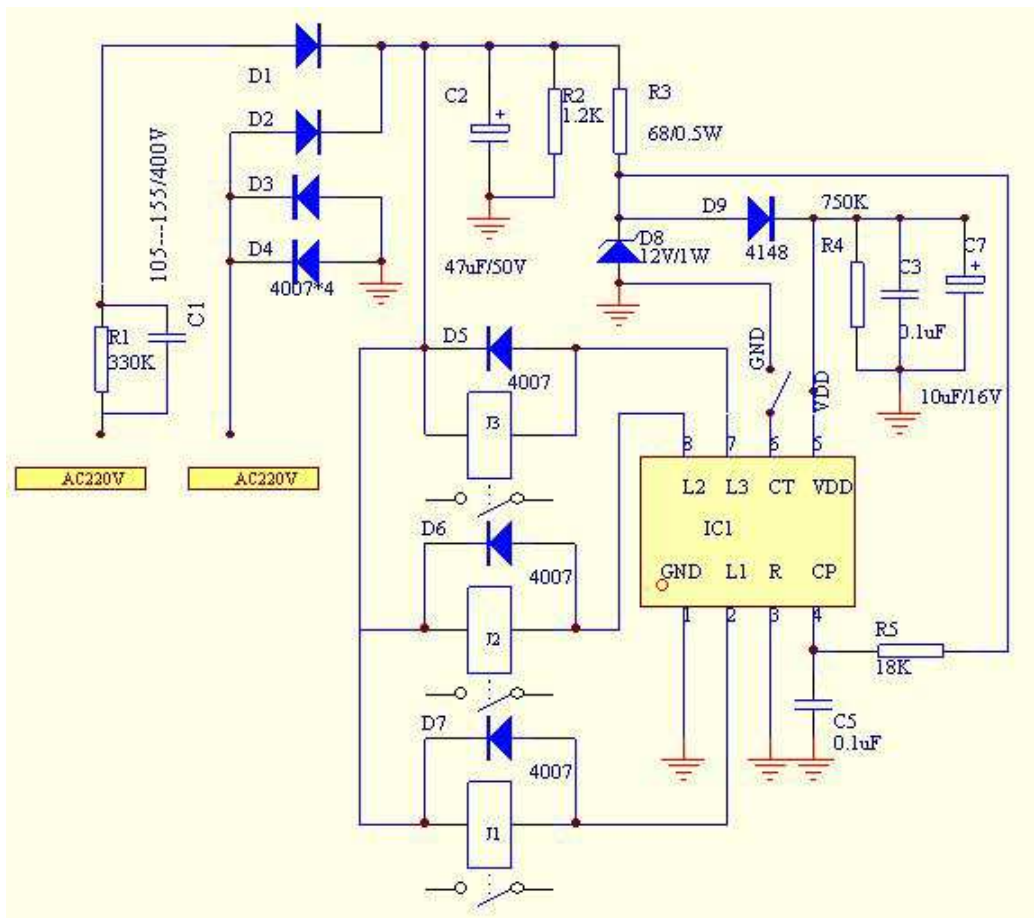 D1
C2
+
R2
1.2K
R3
68/0.5W
D2
D3
D4
4007*4
105---155/400V
C1
R1
330K
47uF/50V
D9
4148
D8
12V/1W
750K
R4
C3
0.1uF
C7
+
10uF/16V
D5
4007
J3
GND
VDD
AC220V
AC220V
8
7
6
5
L2
L3
CT
VDD
IC1
GND
L1
R
CP
1
2
3
4
D6
4007
J2
R5
18K
C5
0.1uF
D7
4007
J1